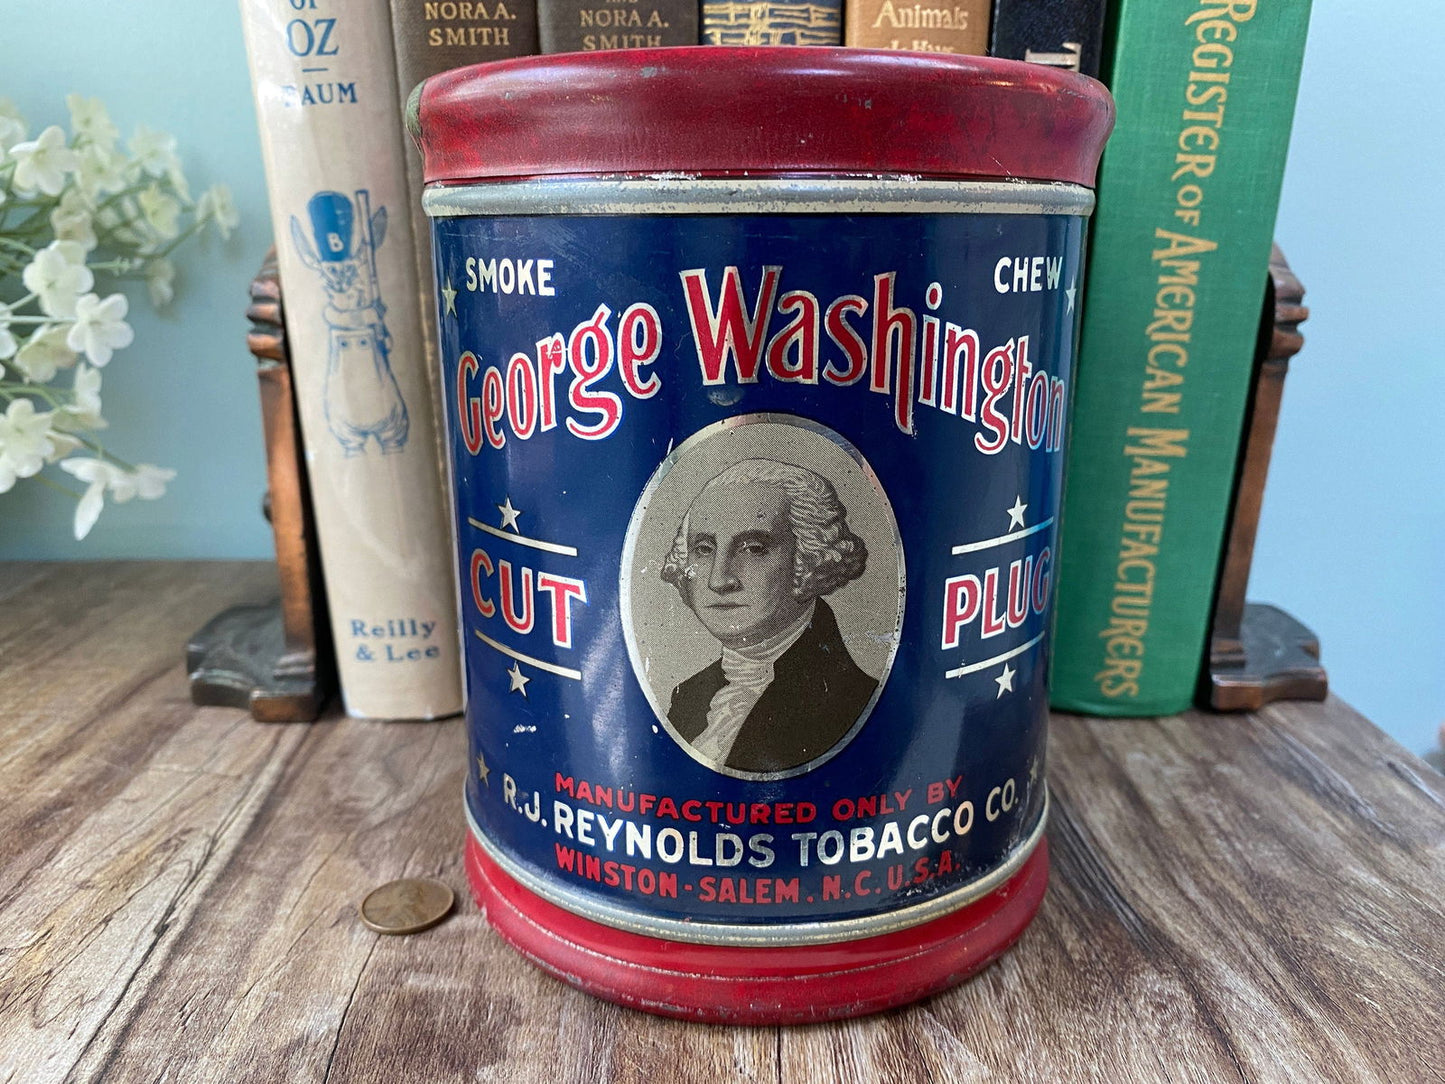 OZ
BAUM
B
Reilly
& Lee
NORA A.
SMITH
NORA A.
SMITH
Animals
REGISTER OF AMERICAN MANUFACTURERS
SMOKE
CHEW
George Washington
CUT
PLUG
MANUFACTURED ONLY BY
R.J. REYNOLDS TOBACCO CO.
WINSTON-SALEM, N.C. U.S.A.